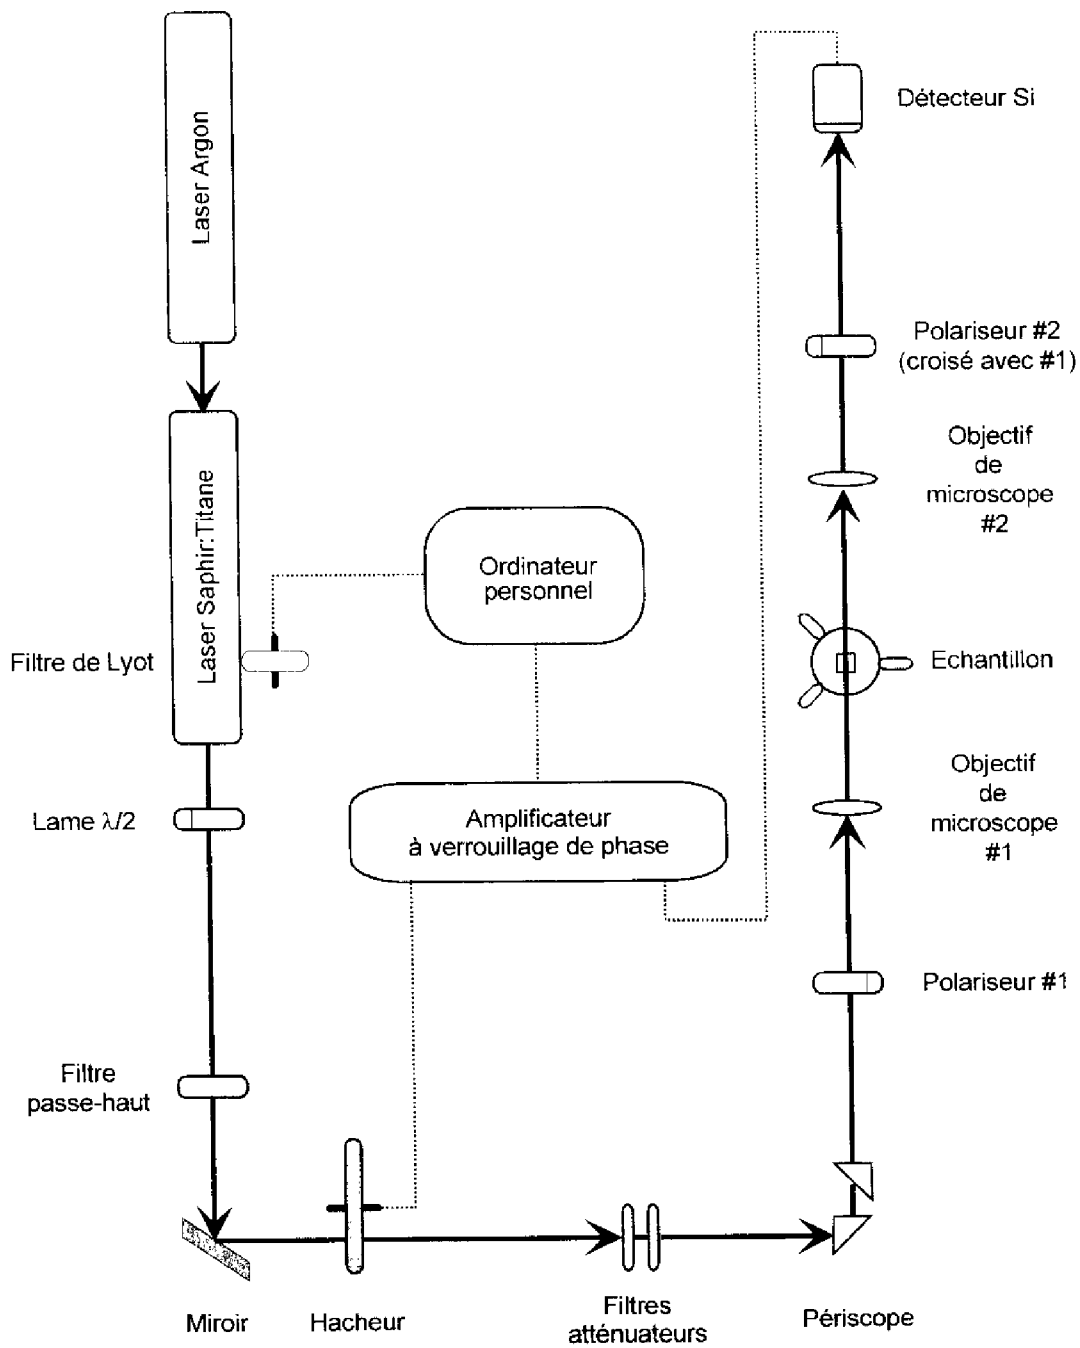 Laser Argon
Détecteur Si
Polariseur #2
(croisé avec #1)
Objectif
de
microscope
#2
Laser Saphir:Titane
Ordinateur
personnel
Filtre de Lyot
Echantillon
Objectif
de
microscope
#1
Lame λ/2
Amplificateur
à verrouillage de phase
Polariseur #1
Filtre
passe-haut
Miroir
Hacheur
Filtres
atténuateurs
Périscope